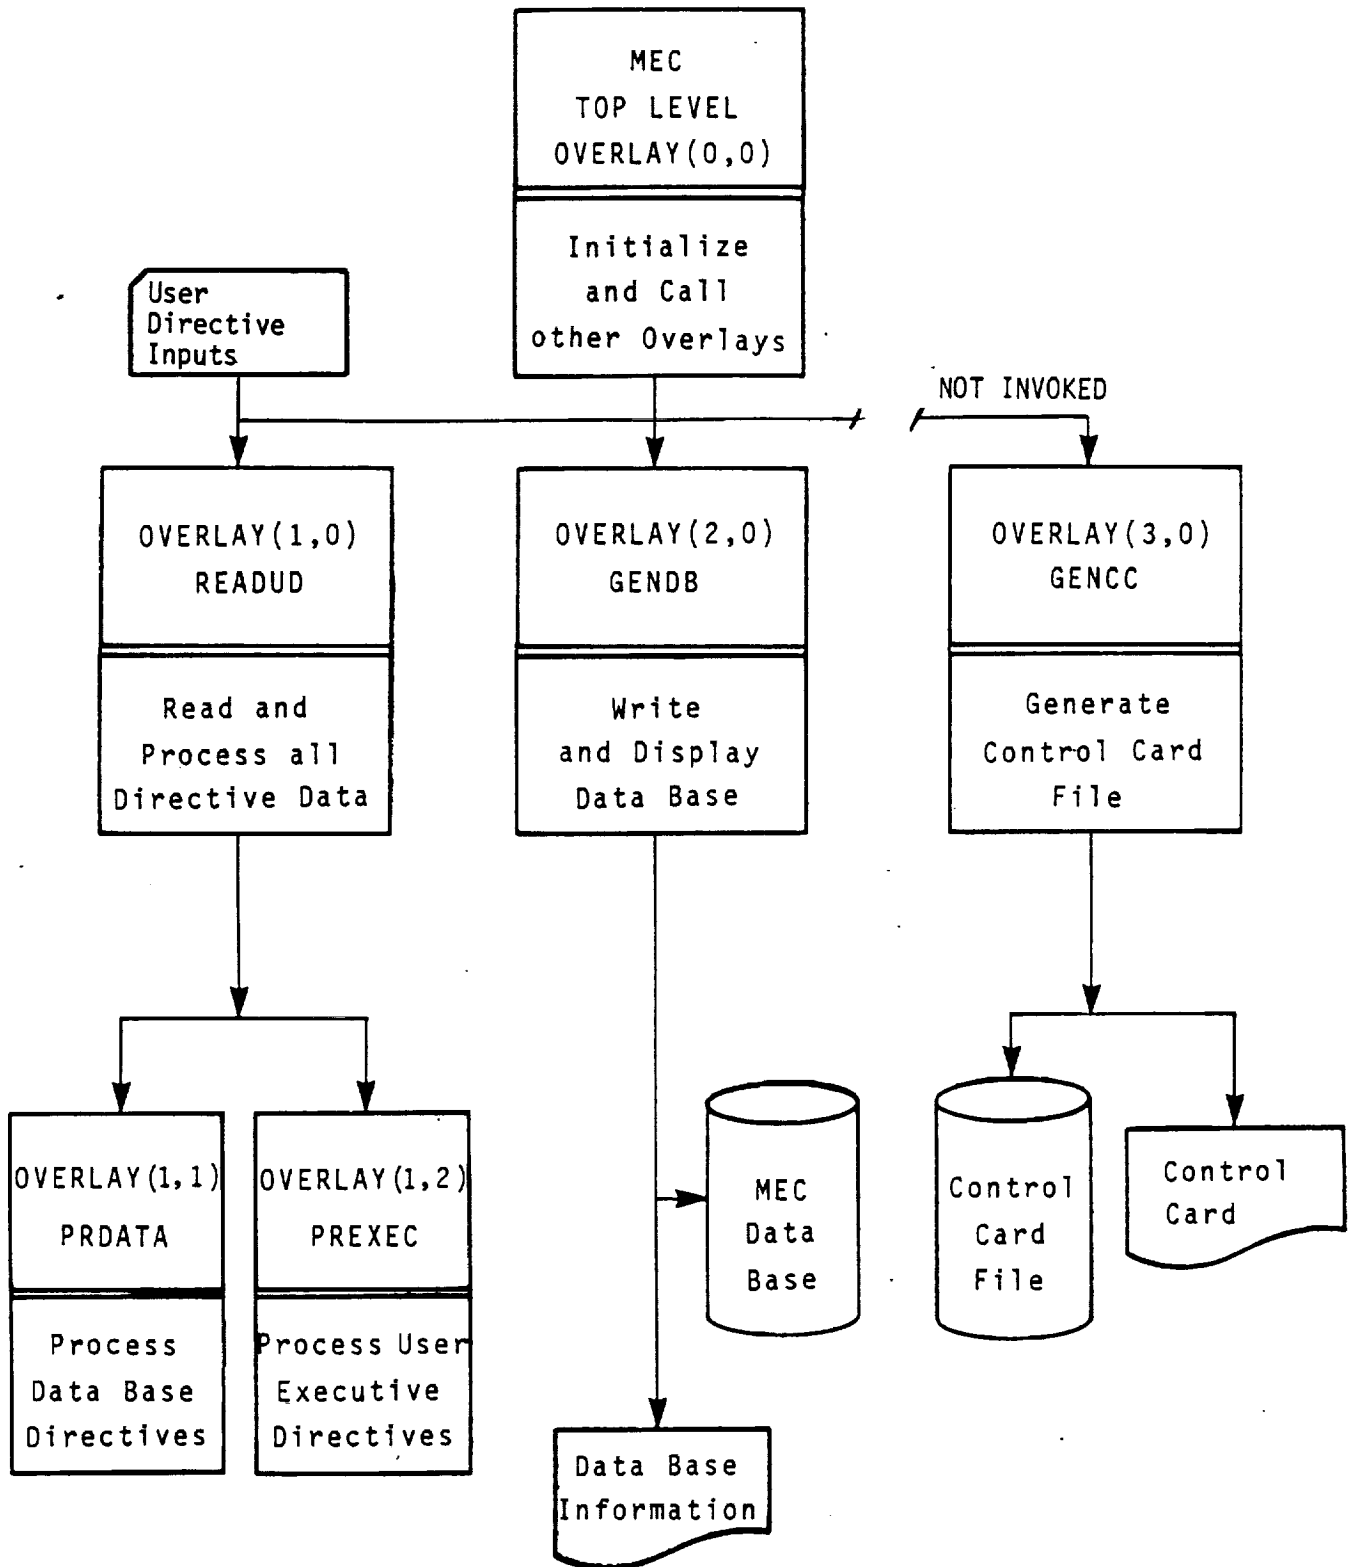 MEC
TOP LEVEL
OVERLAY(0,0)
Initialize
and Call
other Overlays
User
Directive
Inputs
NOT INVOKED
OVERLAY(1,0)
READUD
Read and
Process all
Directive Data
OVERLAY(2,0)
GENDB
Write
and Display
Data Base
OVERLAY(3,0)
GENCC
Generate
Control Card
File
OVERLAY(1,1)
PRDATA
Process
Data Base
Directives
OVERLAY(1,2)
PREXEC
Process User
Executive
Directives
MEC
Data
Base
Control
Card
File
Control
Card
Data Base
Information